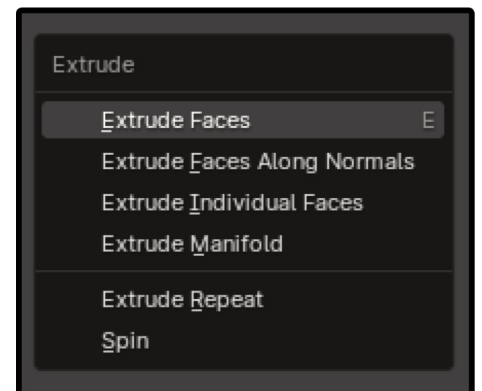 Extrude
Extrude Faces E
Extrude Faces Along Normals
Extrude Individual Faces
Extrude Manifold
Extrude Repeat
Spin